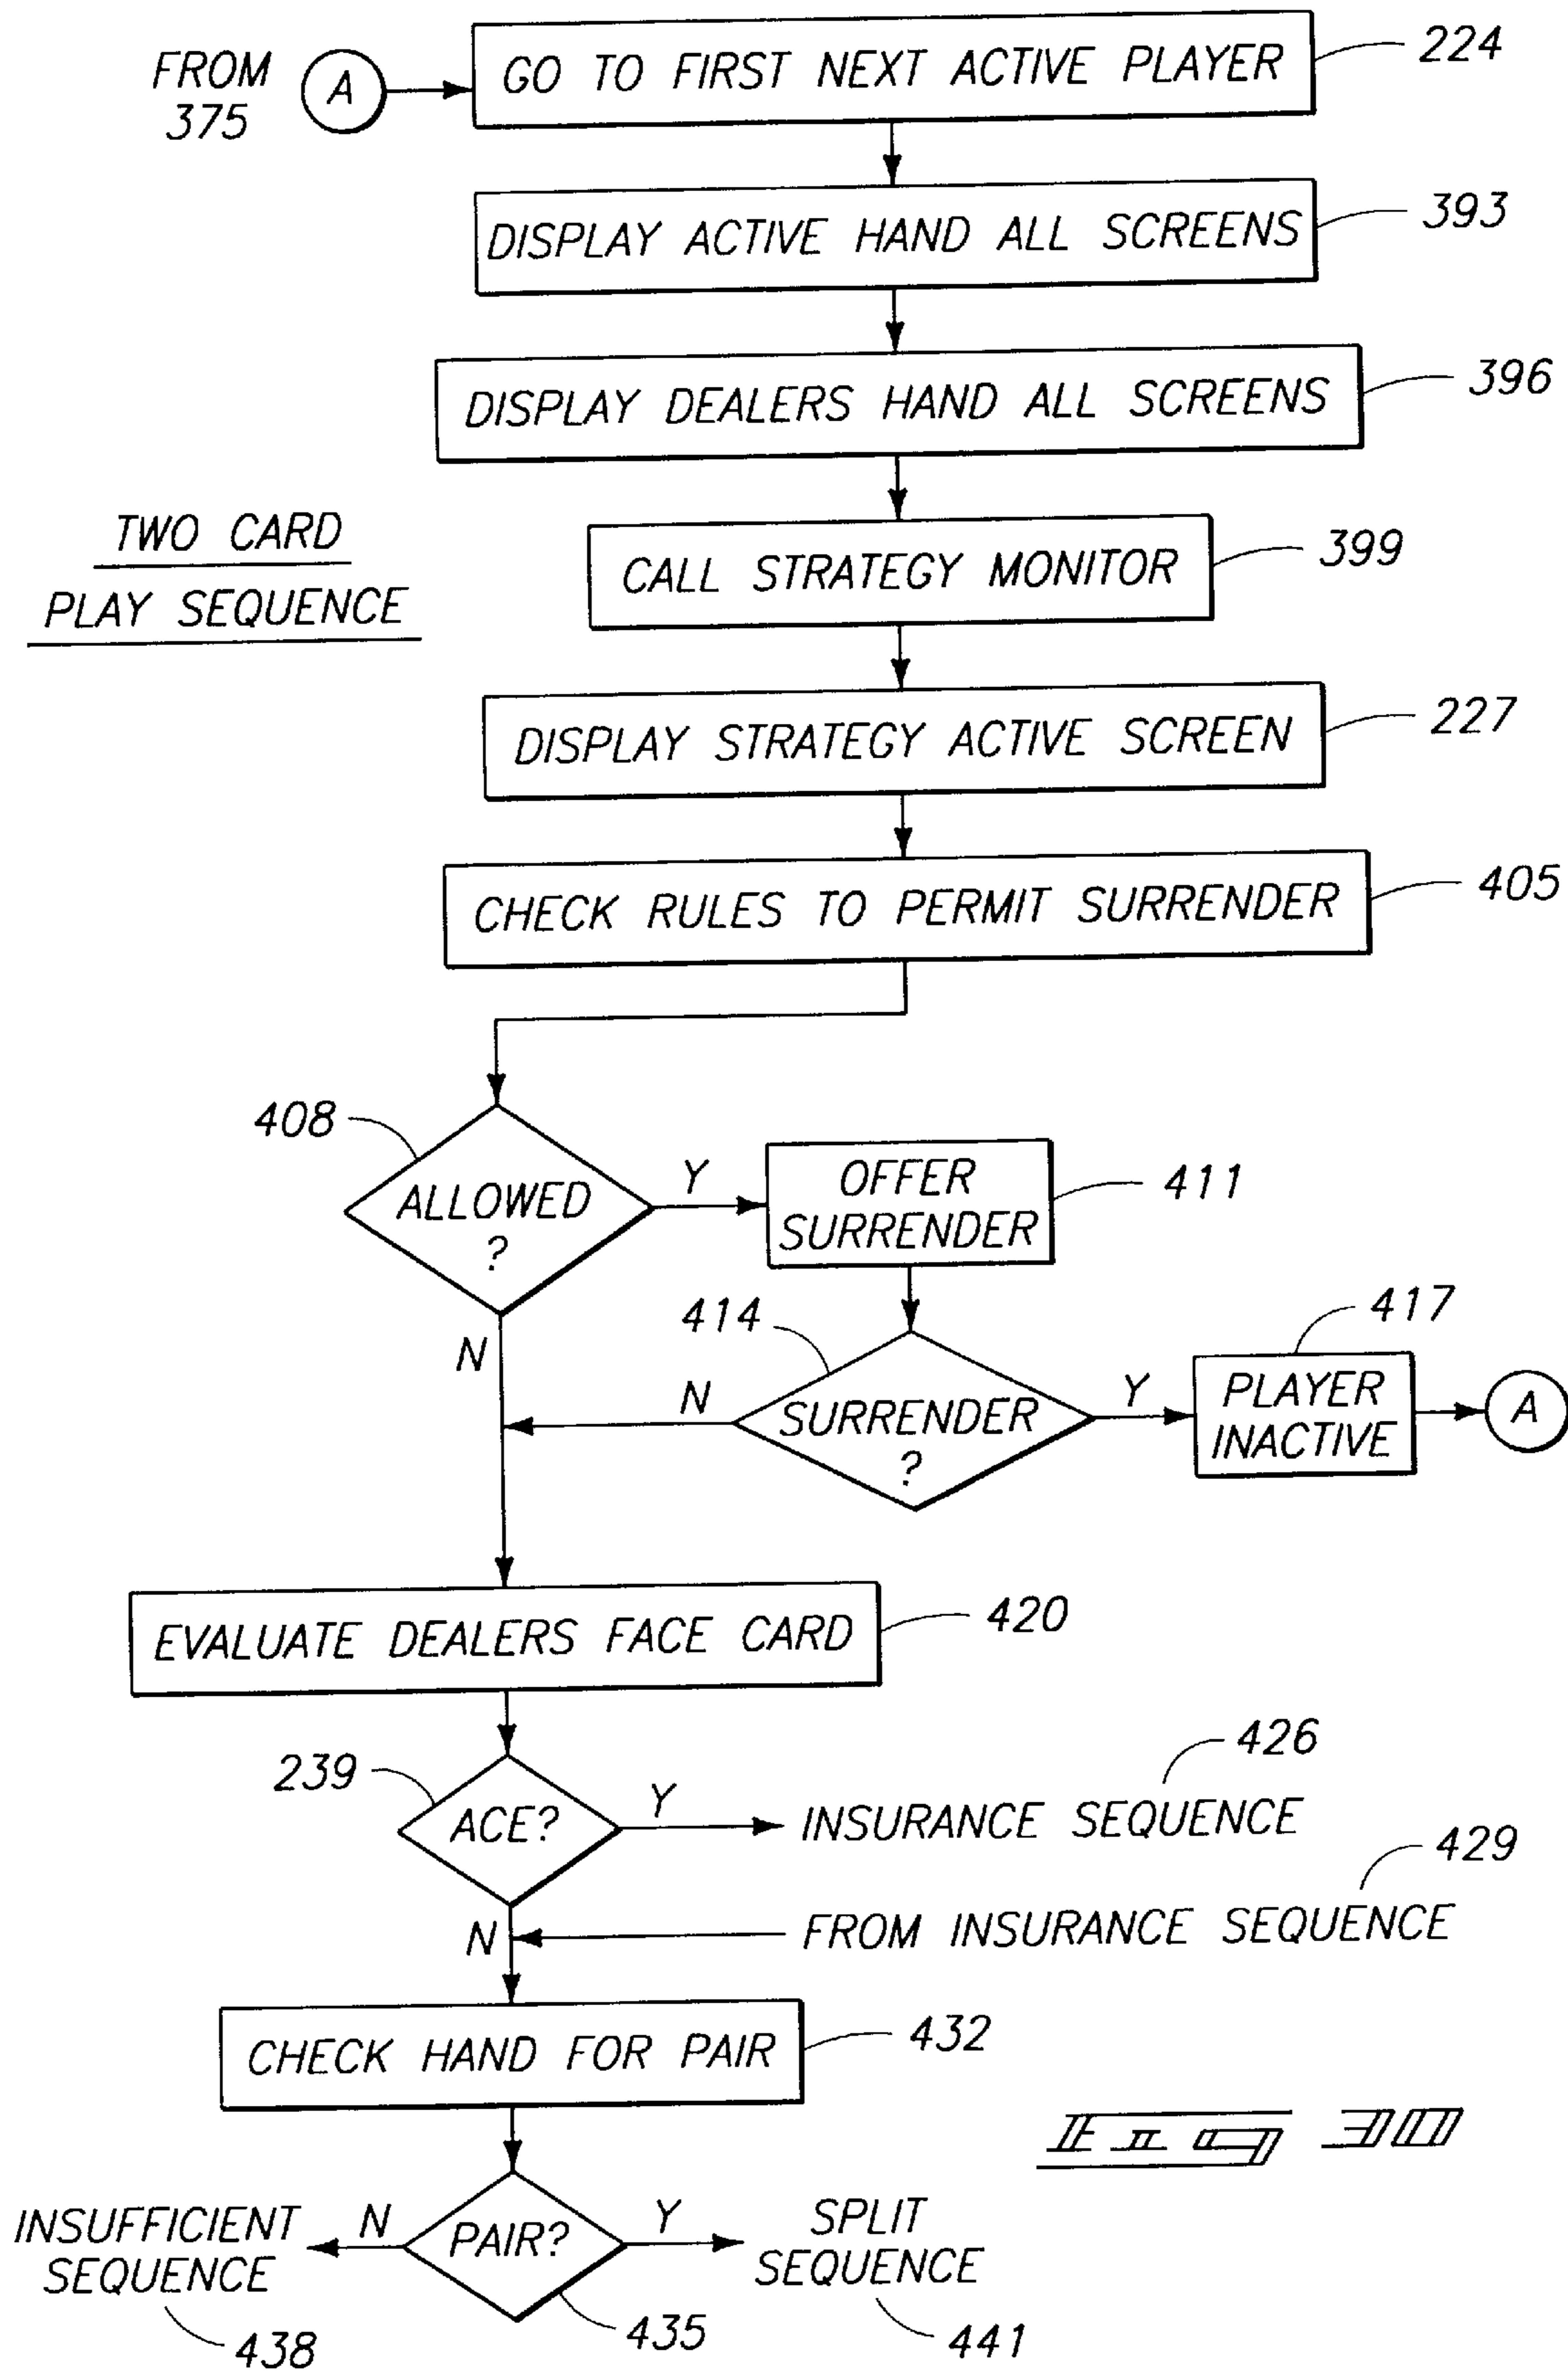 FROM
375
A
GO TO FIRST NEXT ACTIVE PLAYER
224
DISPLAY ACTIVE HAND ALL SCREENS
393
DISPLAY DEALERS HAND ALL SCREENS
396
TWO CARD
PLAY SEQUENCE
CALL STRATEGY MONITOR
399
DISPLAY STRATEGY ACTIVE SCREEN
227
CHECK RULES TO PERMIT SURRENDER
405
408
ALLOWED
?
Y
N
OFFER
SURRENDER
411
414
SURRENDER
?
N
Y
417
PLAYER
INACTIVE
A
EVALUATE DEALERS FACE CARD
420
239
ACE?
Y
INSURANCE SEQUENCE
426
N
FROM INSURANCE SEQUENCE
429
CHECK HAND FOR PAIR
432
Fig 30
PAIR?
N
Y
INSUFFICIENT
SEQUENCE
438
435
SPLIT
SEQUENCE
441